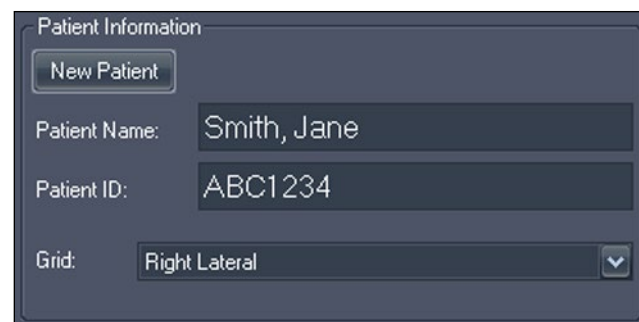 Patient Information
New Patient
Patient Name: Smith, Jane
Patient ID: ABC1234
Grid: Right Lateral